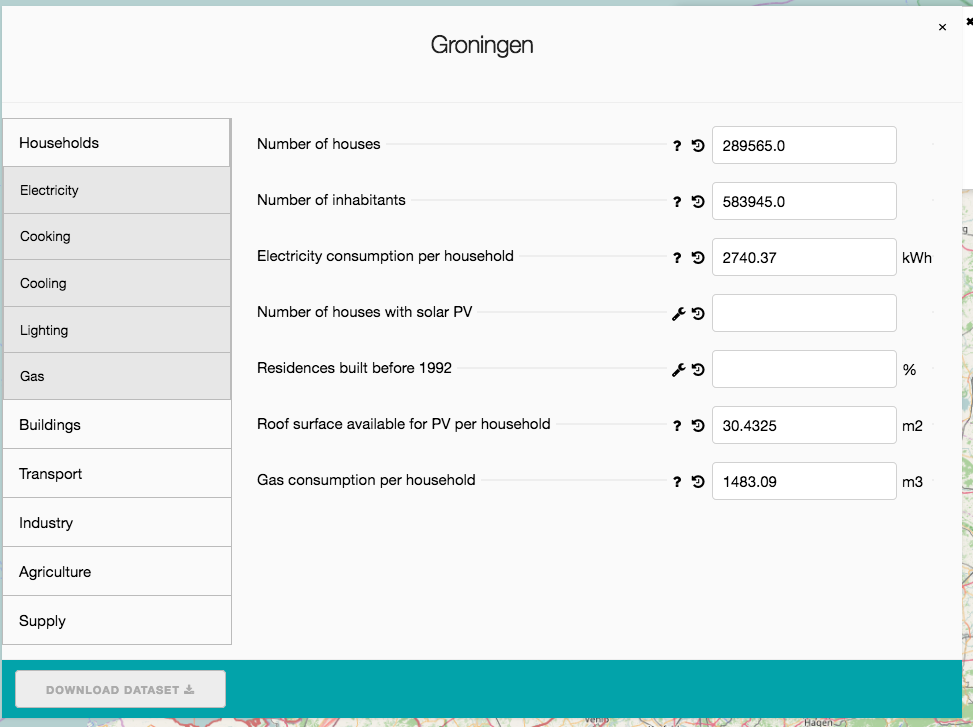 Groningen
×
Households
Electricity
Cooking
Cooling
Lighting
Gas
Buildings
Transport
Industry
Agriculture
Supply
Number of houses ? 289565.0
Number of inhabitants ? 583945.0
Electricity consumption per household ? 2740.37 kWh
Number of houses with solar PV
Residences built before 1992 %
Roof surface available for PV per household ? 30.4325 m2
Gas consumption per household ? 1483.09 m3
DOWNLOAD DATASET
Hagen